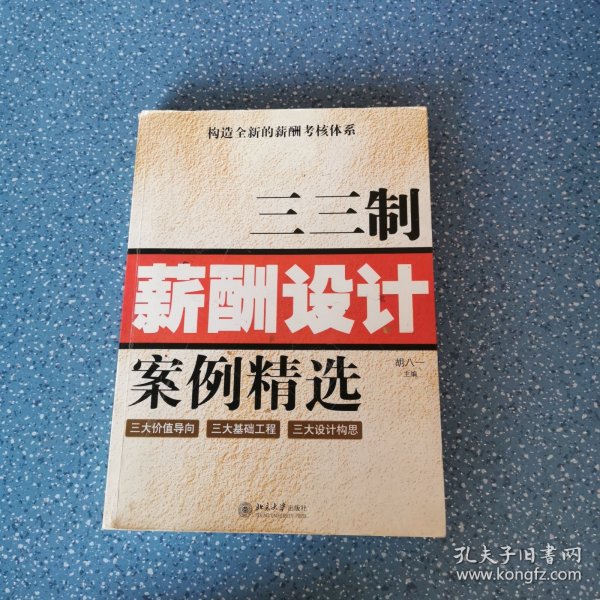 构造全新的薪酬考核体系
三三制
薪酬设计
案例精选
胡八一
主编
三大价值导向 三大基础工程 三大设计构思
北京大学出版社
PEKING UNIVERSITY PRESS
孔夫子旧书网
www.kongfz.com